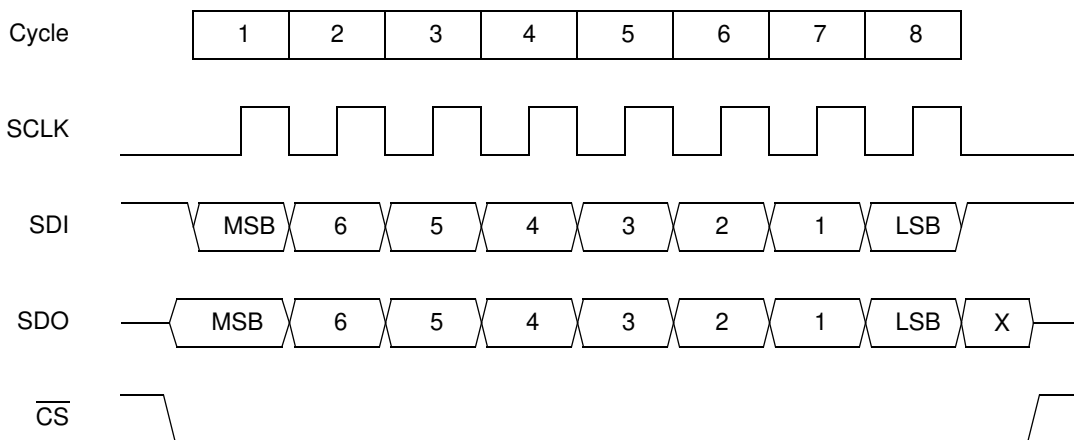 Cycle 1 2 3 4 5 6 7 8
SCLK
SDI MSB 6 5 4 3 2 1 LSB
SDO MSB 6 5 4 3 2 1 LSB X
CS